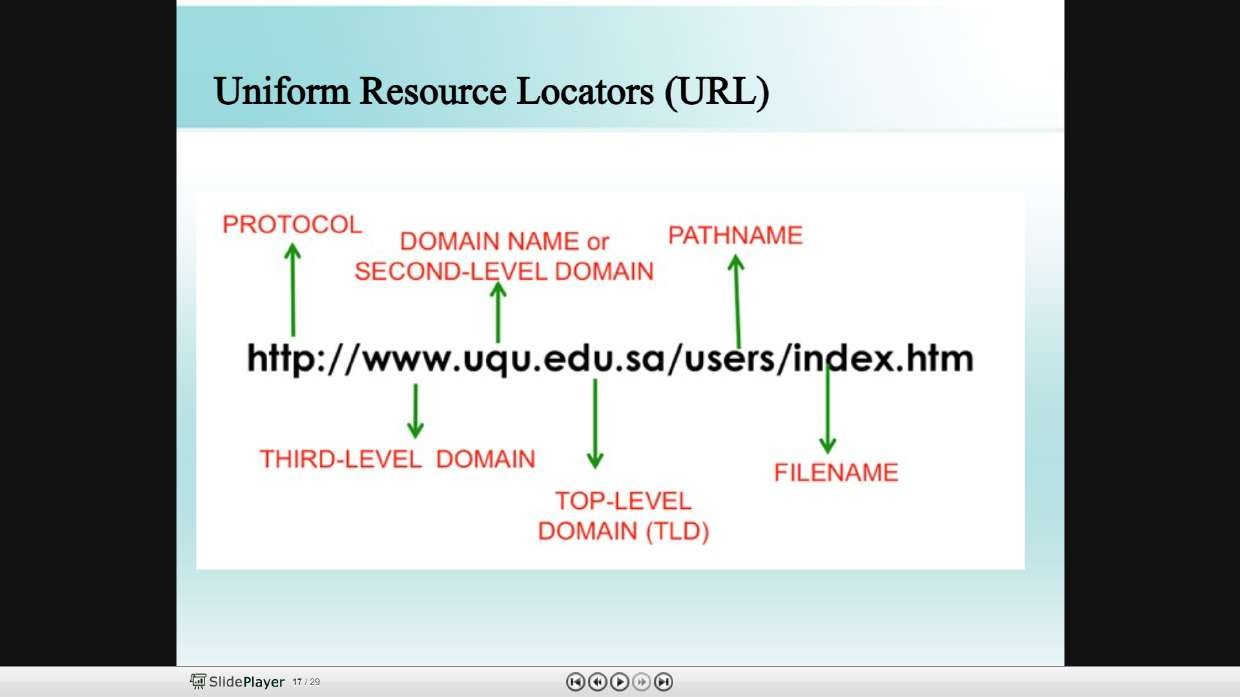 Uniform Resource Locators (URL)
PROTOCOL
DOMAIN NAME or
SECOND-LEVEL DOMAIN
PATHNAME
http://www.uqu.edu.sa/users/index.htm
THIRD-LEVEL DOMAIN
TOP-LEVEL
DOMAIN (TLD)
FILENAME
SlidePlayer 17 / 29